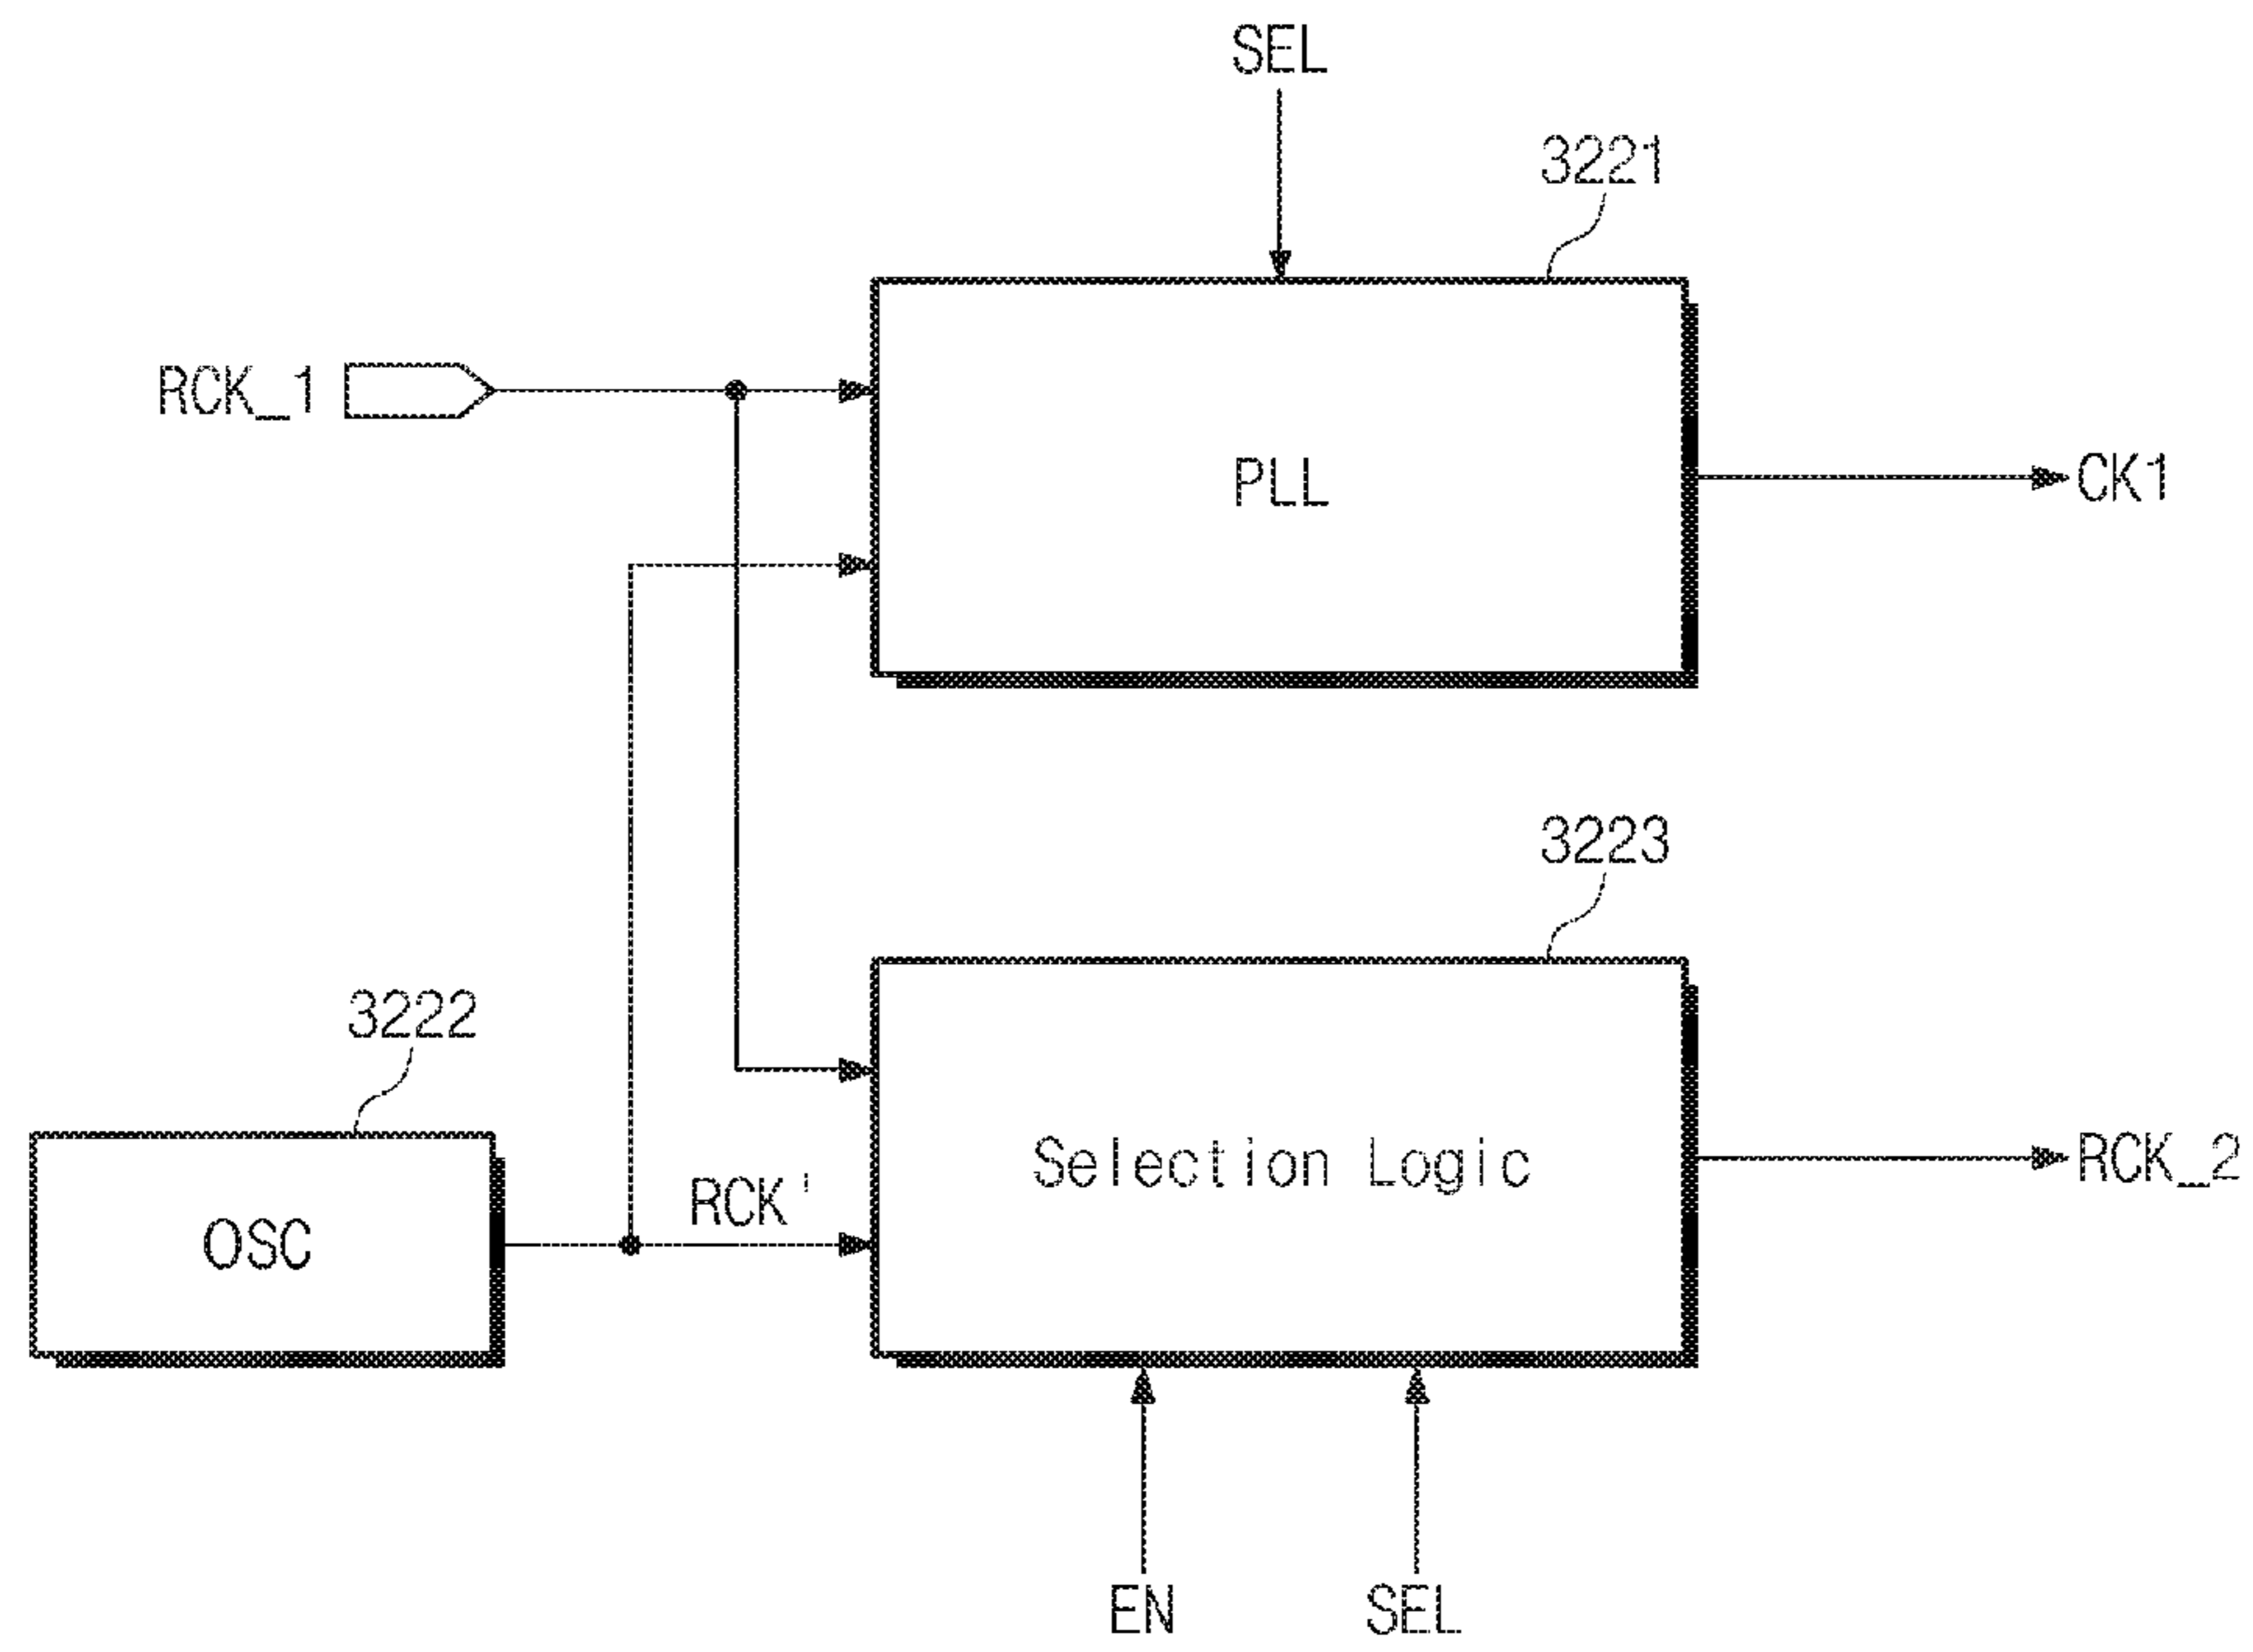 SEL
3221
RCK_1
PLL
CK1
3223
3222
Selection Logic
RCK_2
RCK'
OSC
EN
SEL